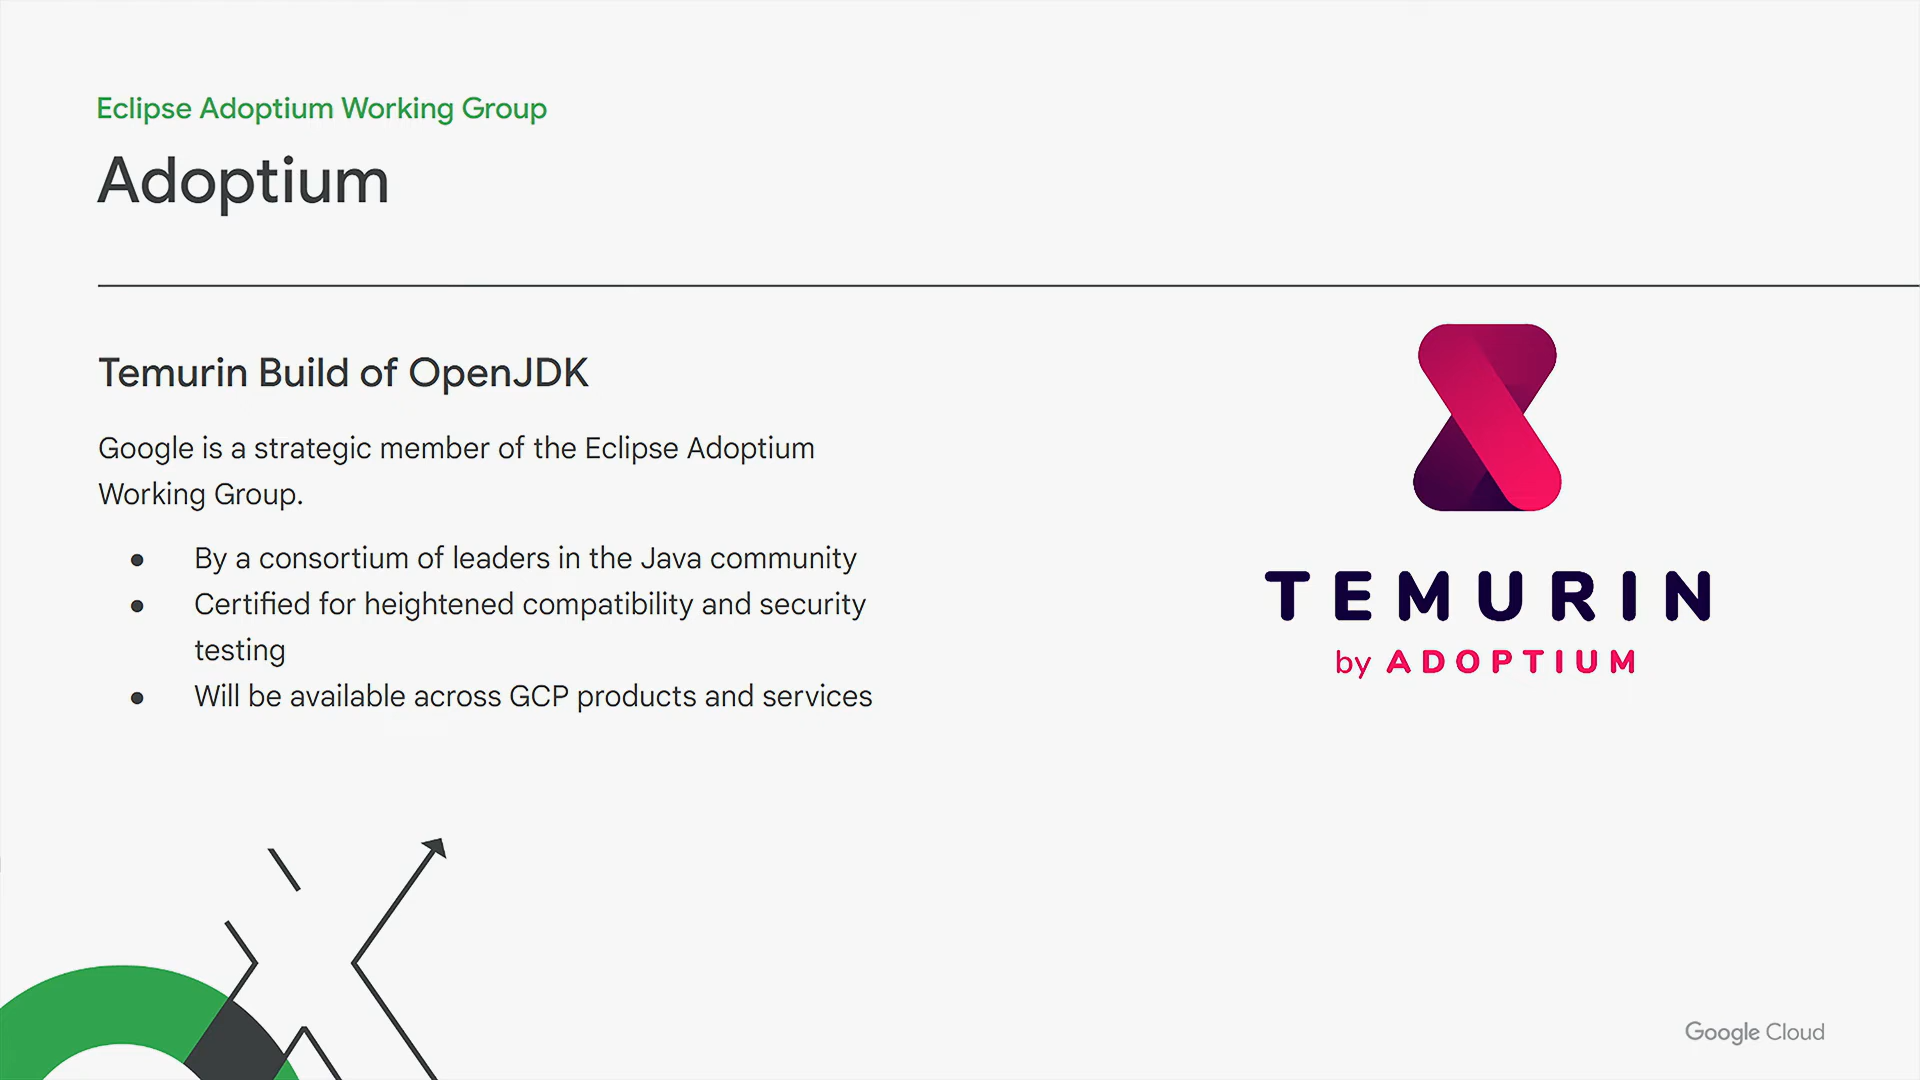 Eclipse Adoptium Working Group
Adoptium
Temurin Build of OpenJDK
Google is a strategic member of the Eclipse Adoptium
Working Group.
● By a consortium of leaders in the Java community
● Certified for heightened compatibility and security
testing
● Will be available across GCP products and services
TEMURIN
by ADOPTIUM
Google Cloud